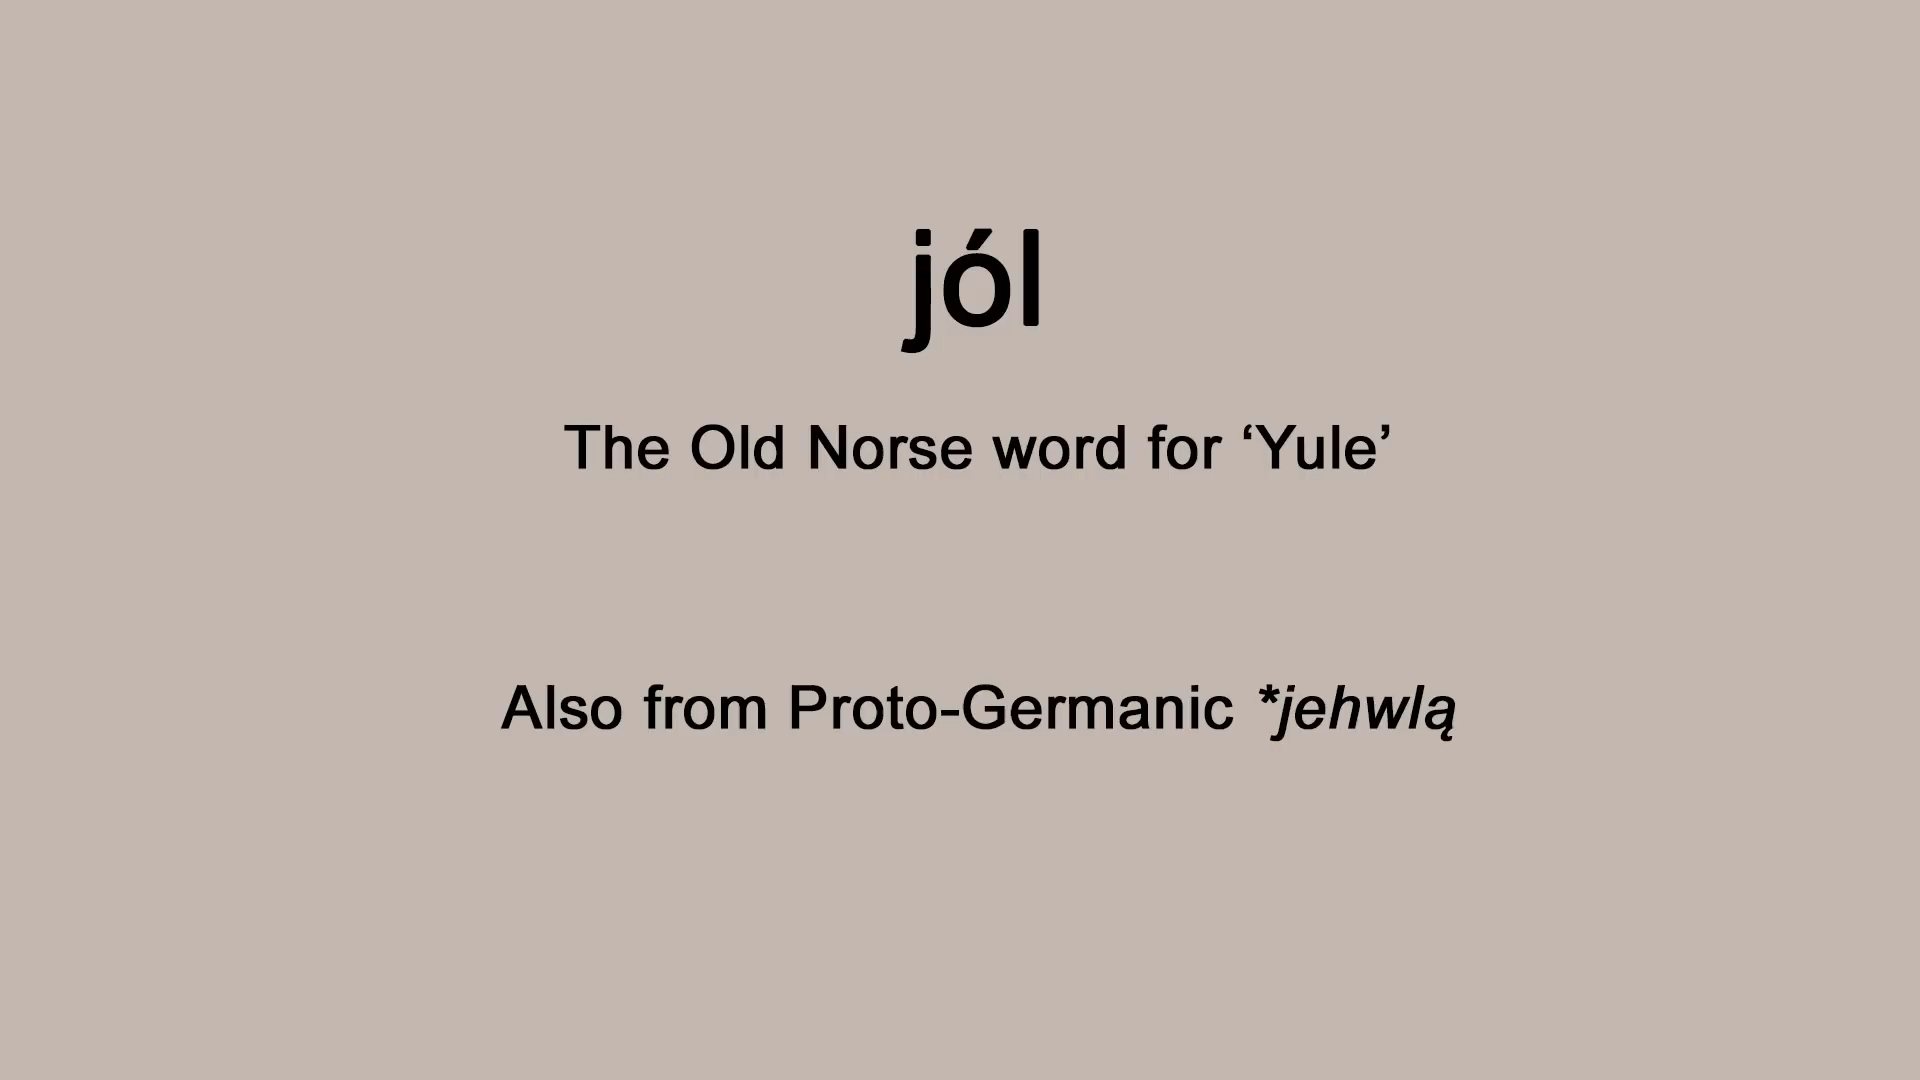 jól
The Old Norse word for ‘Yule’
Also from Proto-Germanic *jehwlą